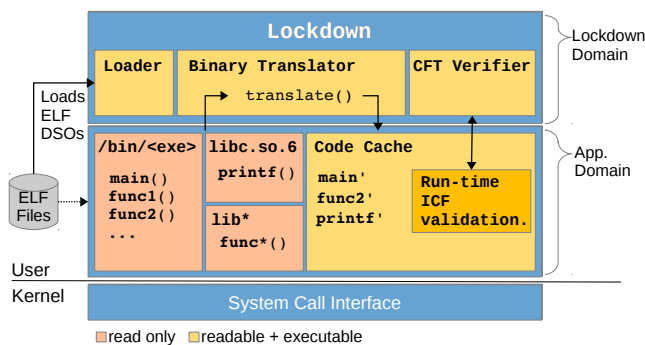 Lockdown
Lockdown
Domain
Loader
Binary Translator
CFT Verifier
translate()
Loads
ELF
DSOs
/bin/<exe>
main()
func1()
func2()
...
libc.so.6
printf()
lib*
func*()
Code Cache
main'
func2'
printf'
Run-time
ICF
validation.
App.
Domain
ELF
Files
User
Kernel
System Call Interface
read only
readable + executable